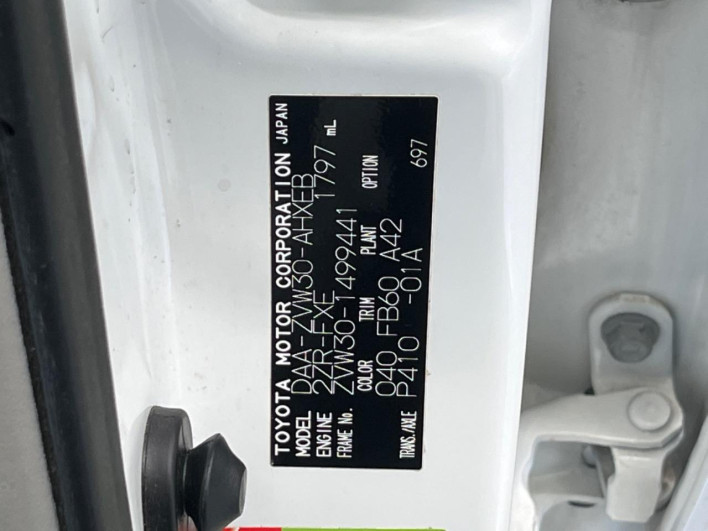 TOYOTA MOTOR CORPORATION JAPAN
MODEL DAA-ZVW30-AHXEB
ENGINE 2ZR-FXE 1797 mL
FRAME No. ZVW30-1499441
COLOR TRIM PLANT OPTION
040 FB60 A42
TRANS./AXLE P410 -01A 697